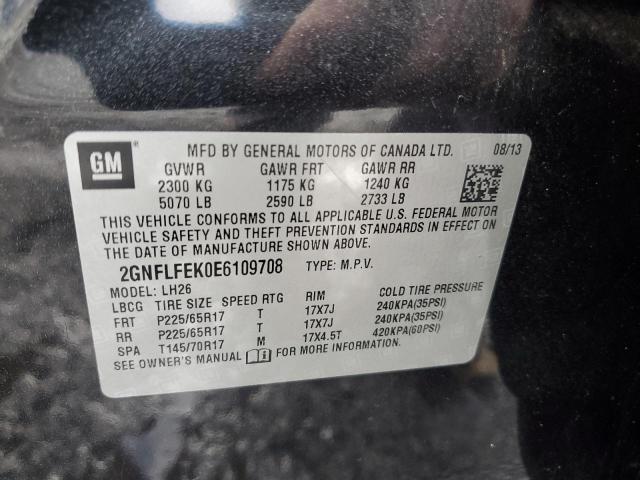 GM
MFD BY GENERAL MOTORS OF CANADA LTD. 08/13
GVWR GAWR FRT GAWR RR
2300 KG 1175 KG 1240 KG
5070 LB 2590 LB 2733 LB
THIS VEHICLE CONFORMS TO ALL APPLICABLE U.S. FEDERAL MOTOR
VEHICLE SAFETY AND THEFT PREVENTION STANDARDS IN EFFECT ON
THE DATE OF MANUFACTURE SHOWN ABOVE.
2GNFLFEK0E6109708 TYPE: M.P.V.
MODEL: LH26
LBCG TIRE SIZE SPEED RTG RIM COLD TIRE PRESSURE
FRT P225/65R17 T 17X7J 240KPA(35PSI)
RR P225/65R17 T 17X7J 240KPA(35PSI)
SPA T145/70R17 M 17X4.5T 420KPA(60PSI)
SEE OWNER'S MANUAL FOR MORE INFORMATION.